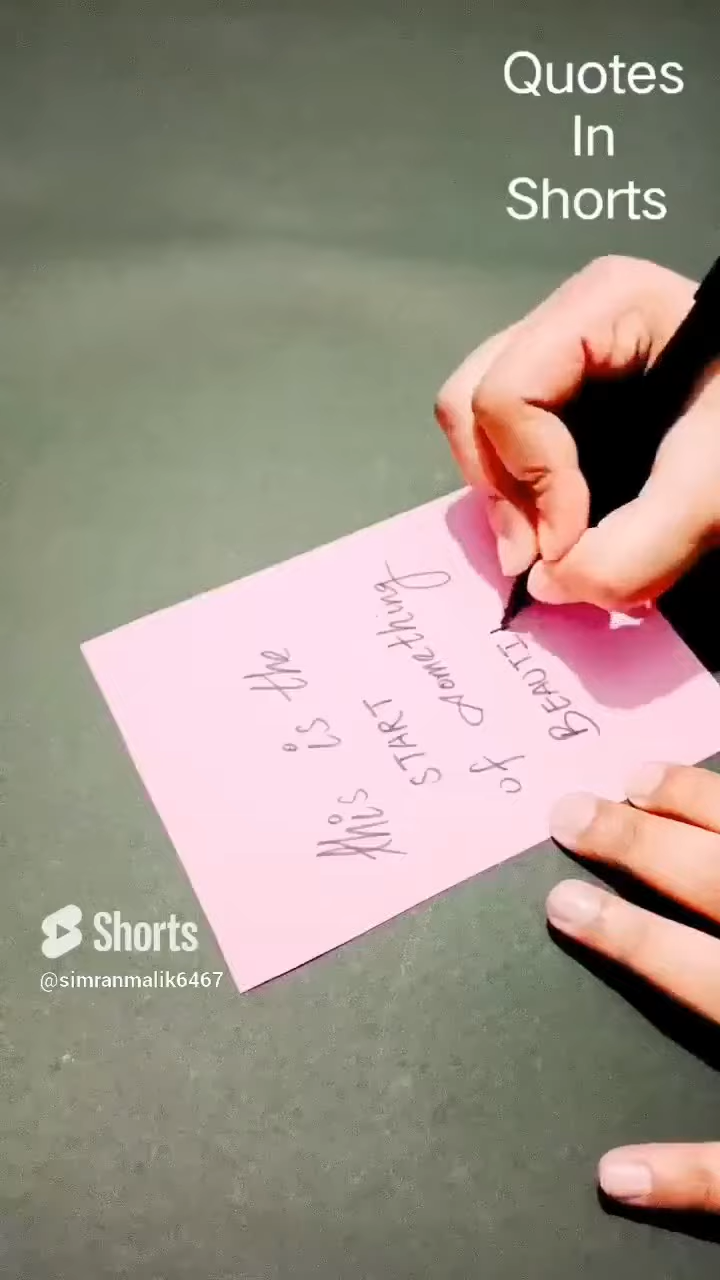 Quotes
In
Shorts
This is the
START
of something
BEAUTI
Shorts
@simranmalik6467